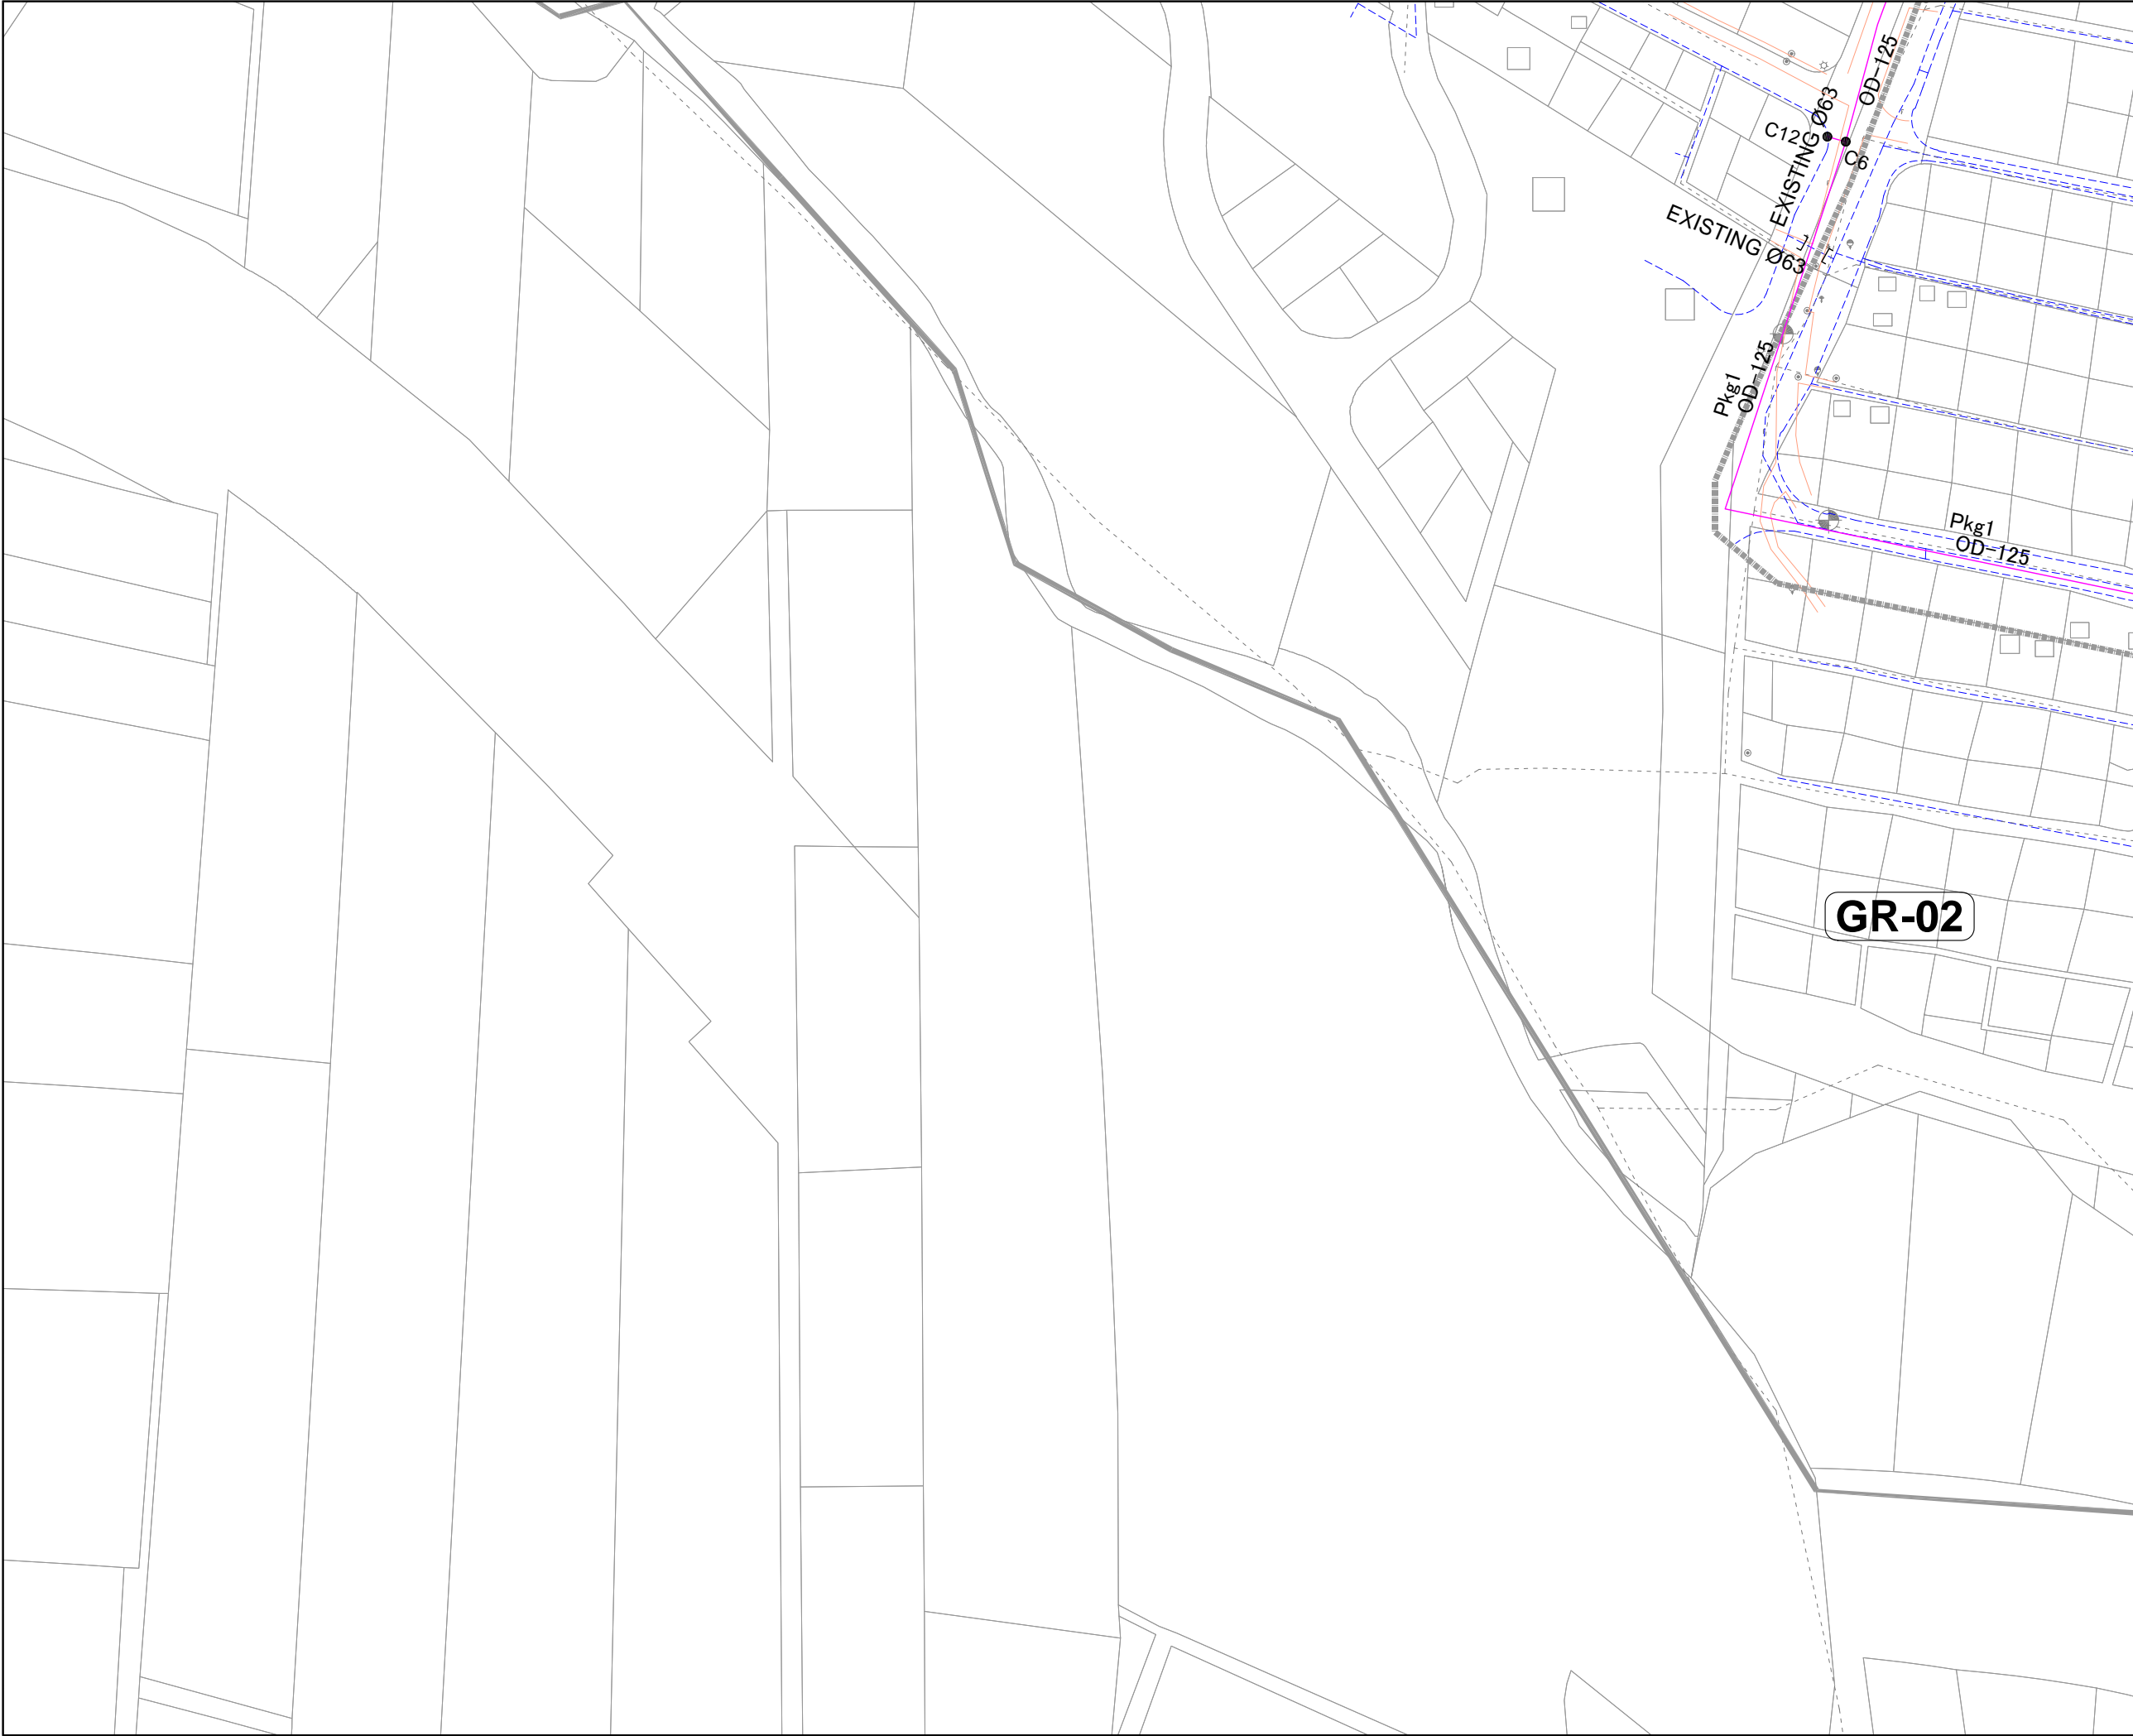 OD-125
EXISTING Ø63
C12
C6
EXISTING Ø63
Pkg1
OD-125
Pkg1
OD-125
GR-02